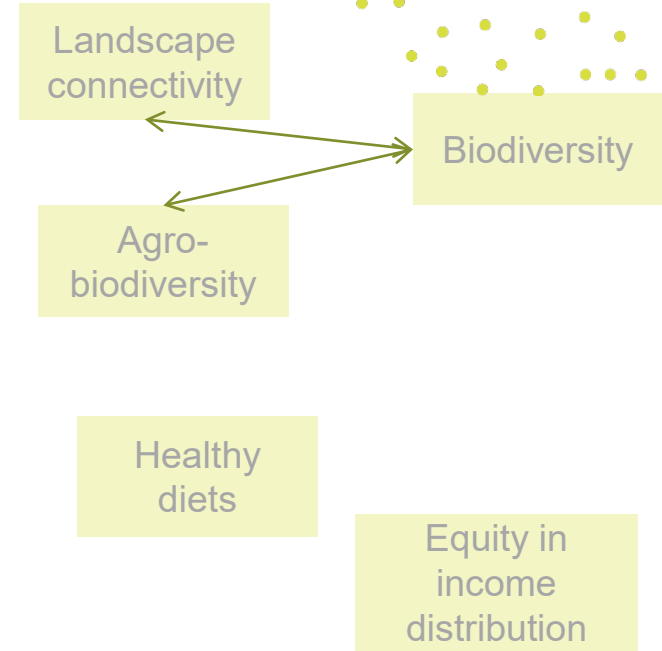 Landscape
connectivity
Biodiversity
Agro-
biodiversity
Healthy
diets
Equity in
income
distribution